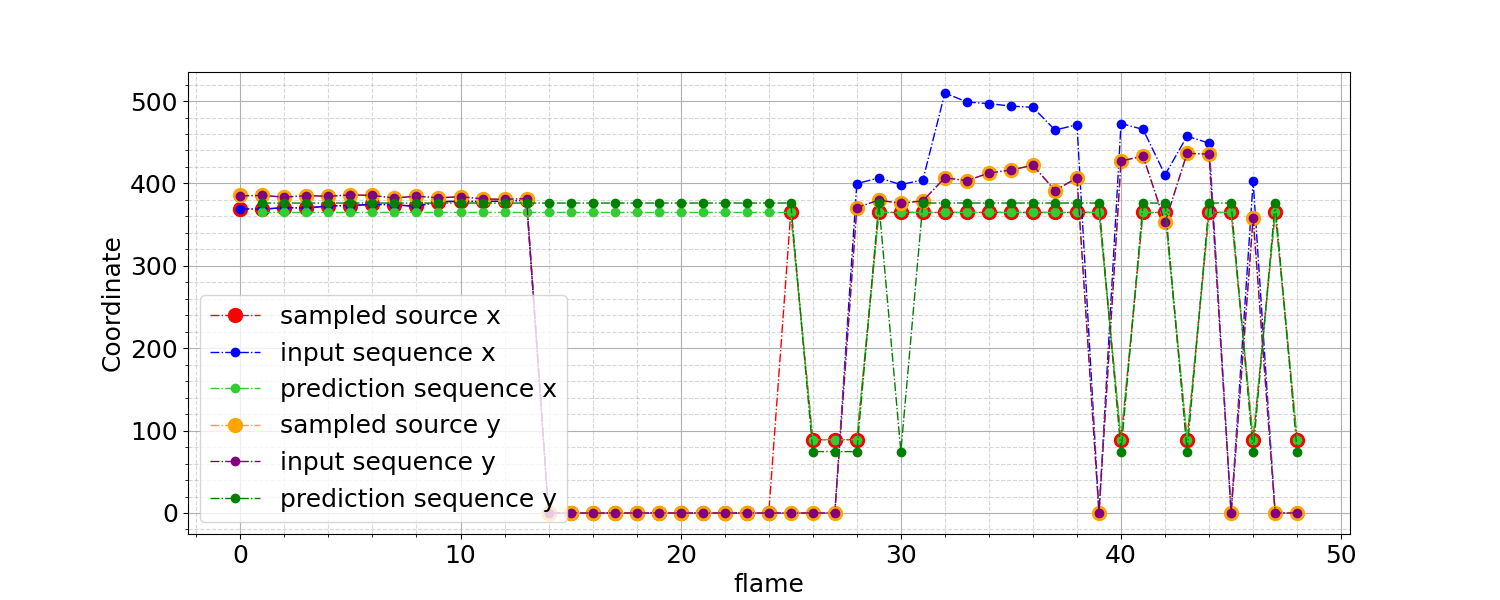 500
400
300
200
100
0
Coordinate
sampled source x
input sequence x
prediction sequence x
sampled source y
input sequence y
prediction sequence y
0 10 20 30 40 50
flame